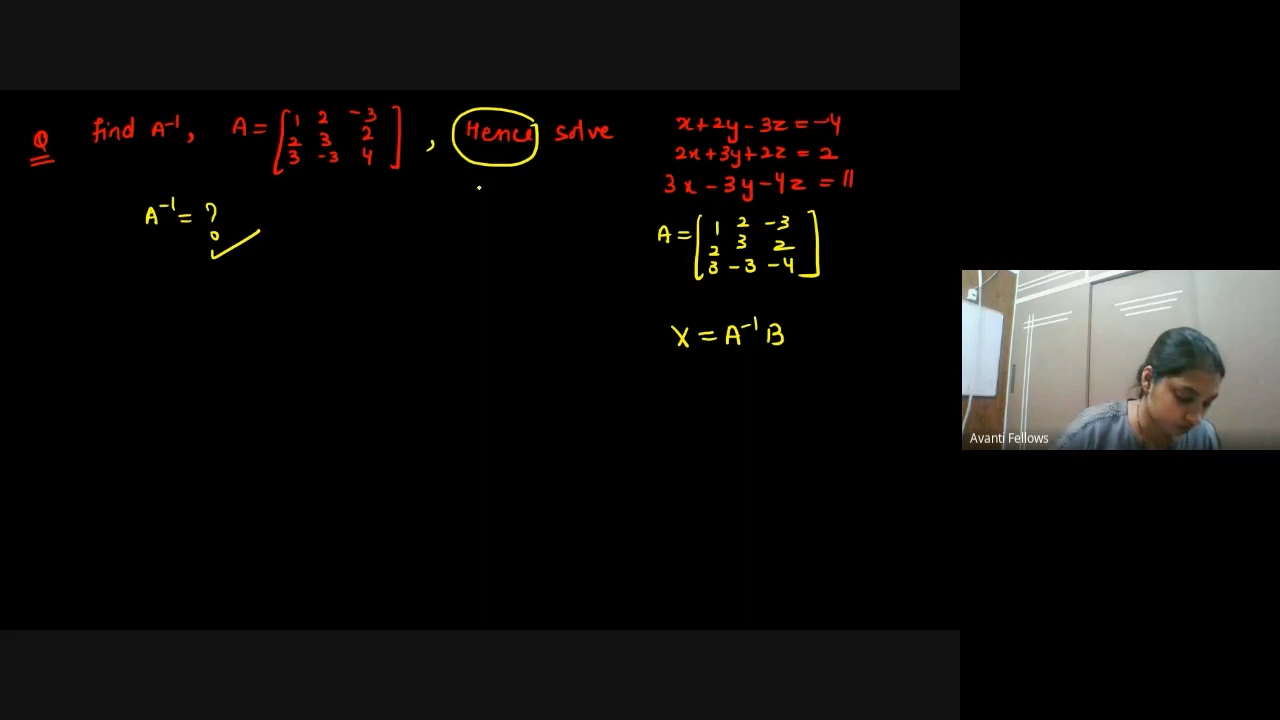 Q find A⁻¹, A = [1 2 -3
2 3 2
3 -3 4], Hence solve
x+2y-3z=-4
2x+3y+2z=2
3x-3y-4z=11
A⁻¹ = ?
A = [1 2 -3
2 3 2
3 -3 -4]
X = A⁻¹B
Avanti Fellows